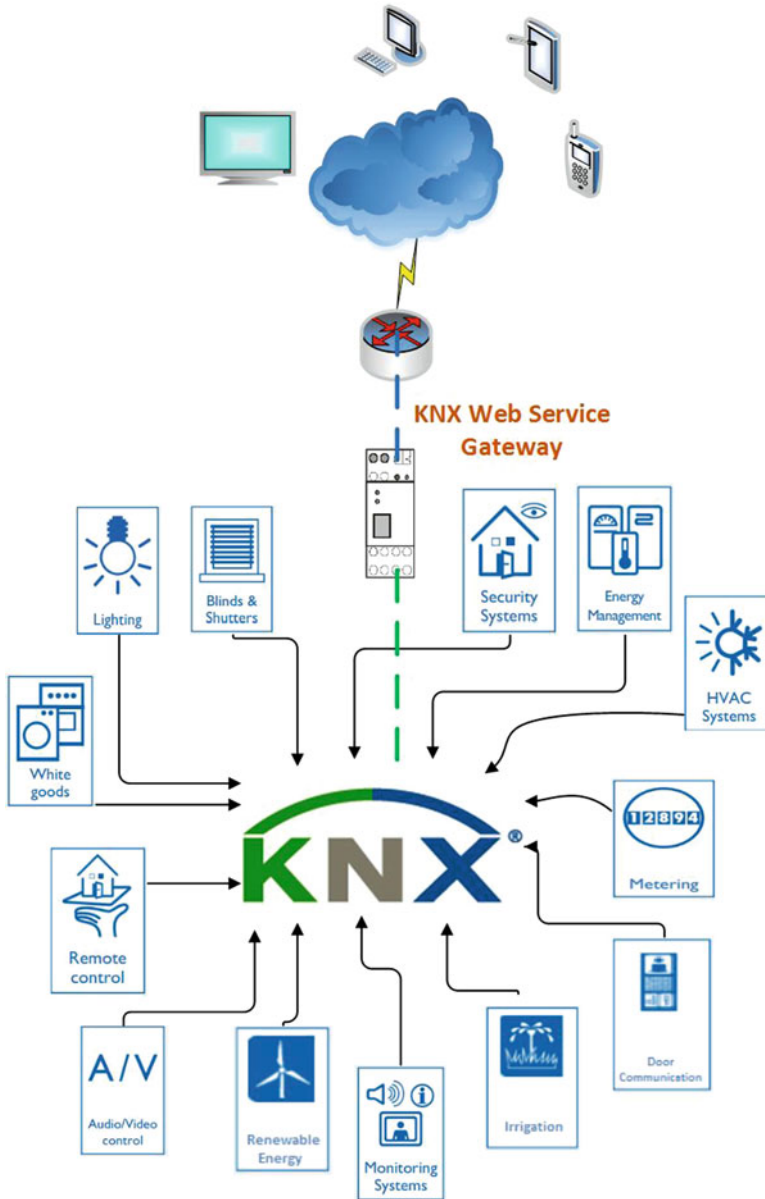 KNX Web Service
Gateway
Lighting
Blinds &
Shutters
Security
Systems
Energy
Management
HVAC
Systems
White
goods
12894
Metering
KNX®
Remote
control
A/V
Audio/Video
control
Renewable
Energy
Monitoring
Systems
Irrigation
Door
Communication